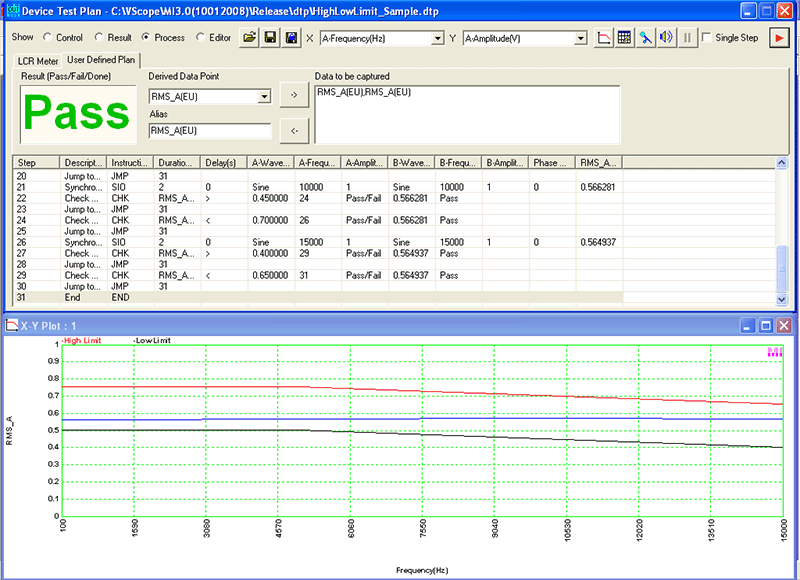 Device Test Plan - C:\WScope\MI3.0(10012008)\Release\dtp\HighLowLimit_Sample.dtp
Show Control Result Process Editor X A-Frequency(Hz) Y A-Amplitude(V) Single Step
LCR Meter User Defined Plan
Result (Pass/Fail/Done) Derived Data Point Data to be captured
Pass
RMS_A(EU) -> RMS_A(EU),RMS_A(EU)
Alias
RMS_A(EU) <-
Step Descript... Instructi... Duratio... Delay(s) A-Wave... A-Frequ... A-Amplit... B-Wave... B-Frequ... B-Amplit... Phase ... RMS_A...
20 Jump to... JMP 31
21 Synchro... SIO 2 0 Sine 10000 1 Sine 10000 1 0 0.566281
22 Check ... CHK RMS_A... > 0.450000 24 Pass/Fail 0.566281 Pass
23 Jump to... JMP 31
24 Check ... CHK RMS_A... < 0.700000 26 Pass/Fail 0.566281 Pass
25 Jump to... JMP 31
26 Synchro... SIO 2 0 Sine 15000 1 Sine 15000 1 0 0.564937
27 Check ... CHK RMS_A... > 0.400000 29 Pass/Fail 0.564937 Pass
28 Jump to... JMP 31
29 Check ... CHK RMS_A... < 0.650000 31 Pass/Fail 0.564937 Pass
30 Jump to... JMP 31
31 End END
X-Y Plot : 1
-High Limit -LowLimit
MI
1
0.9
0.8
0.7
0.6
0.5
0.4
0.3
0.2
0.1
0
RMS_A
100 1590 3080 4570 6060 7550 9040 10530 12020 13510 15000
Frequency(Hz)